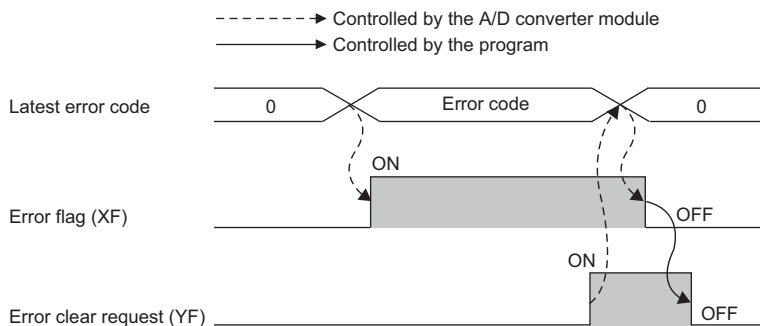 Controlled by the A/D converter module
Controlled by the program
Latest error code
0
Error code
0
ON
Error flag (XF)
OFF
ON
Error clear request (YF)
OFF